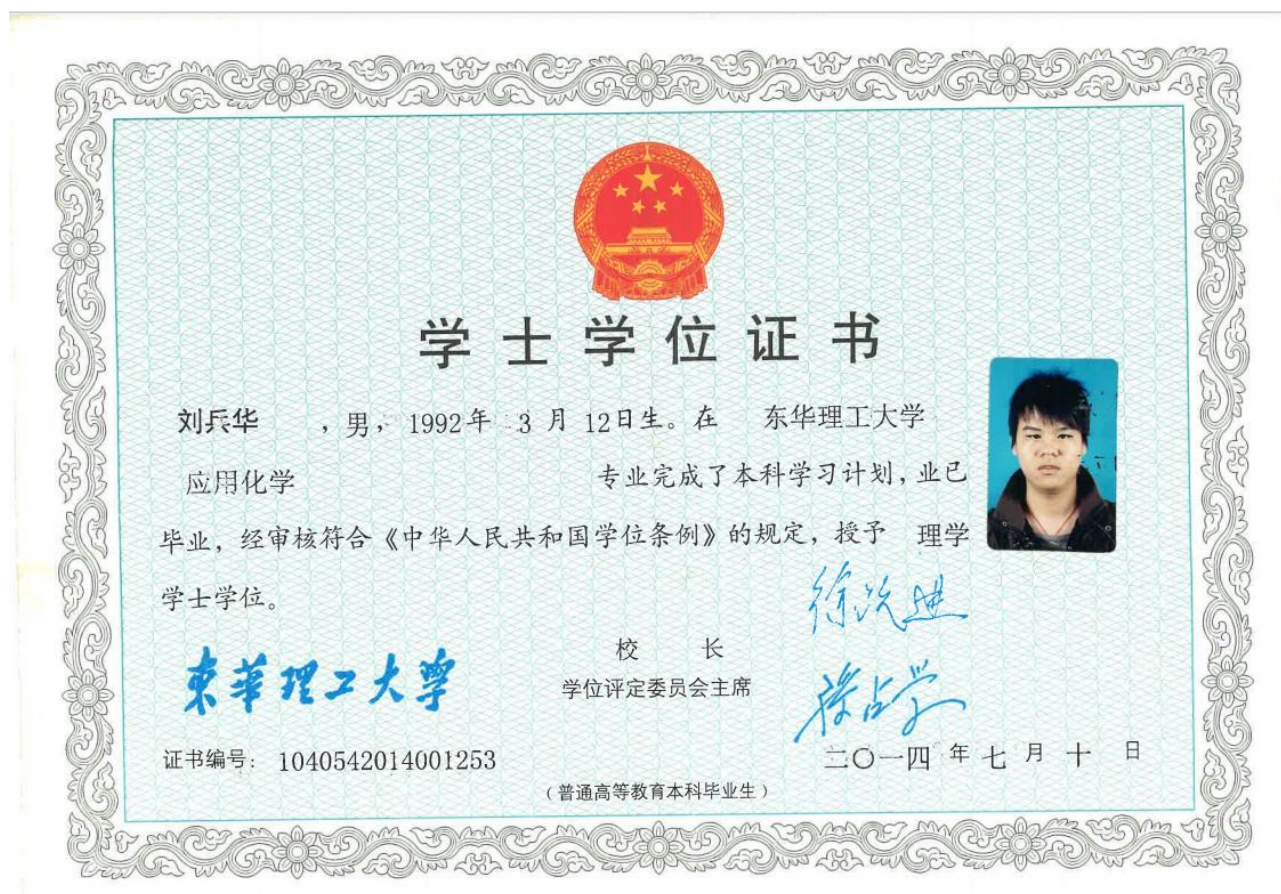 学士学位证书
刘兵华 ，男，1992年 3 月 12日生。在 东华理工大学
应用化学 专业完成了本科学习计划，业已
毕业，经审核符合《中华人民共和国学位条例》的规定，授予 理学
学士学位。
東華理工大學
校 长
学位评定委员会主席
证书编号：1040542014001253
二〇一四 年 七 月 十 日
（普通高等教育本科毕业生）